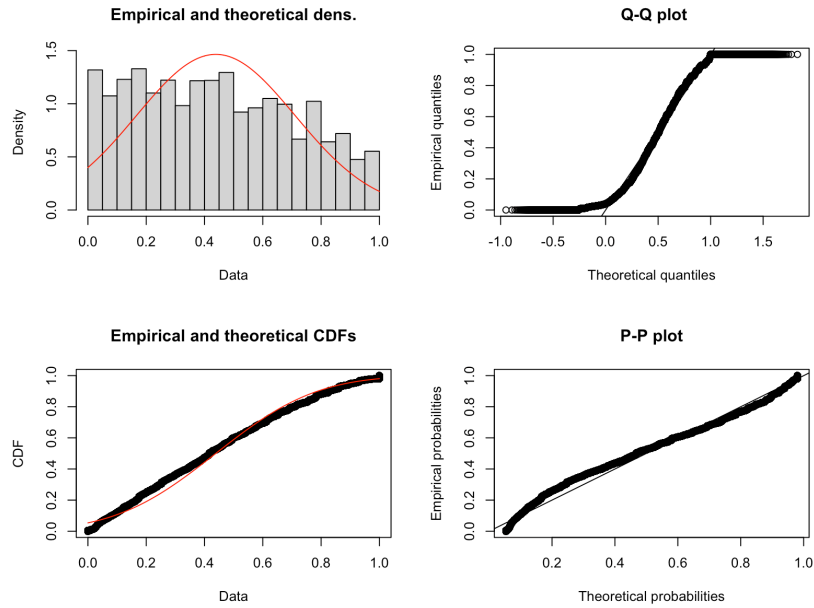 Empirical and theoretical dens.
Density
0.0 0.5 1.0 1.5
0.0 0.2 0.4 0.6 0.8 1.0
Data
Q-Q plot
Empirical quantiles
0.0 0.2 0.4 0.6 0.8 1.0
-1.0 -0.5 0.0 0.5 1.0 1.5
Theoretical quantiles
Empirical and theoretical CDFs
CDF
0.0 0.2 0.4 0.6 0.8 1.0
0.0 0.2 0.4 0.6 0.8 1.0
Data
P-P plot
Empirical probabilities
0.0 0.2 0.4 0.6 0.8 1.0
0.0 0.2 0.4 0.6 0.8 1.0
Theoretical probabilities